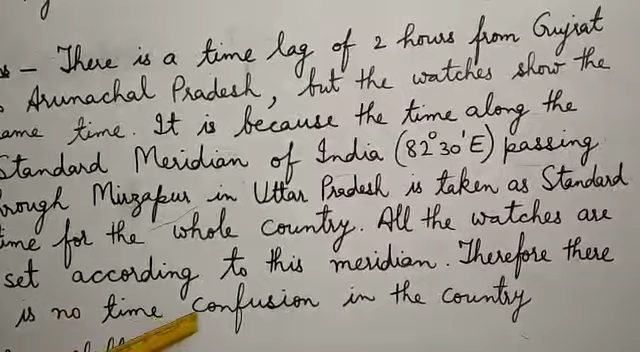 – There is a time lag of 2 hours from Gujrat
Arunachal Pradesh, but the watches show the
ame time. It is because the time along the
Standard Meridian of India (82°30'E) passing
hrough Mirzapur in Uttar Pradesh is taken as Standard
ime for the whole country. All the watches are
set according to this meridian. Therefore there
is no time confusion in the country